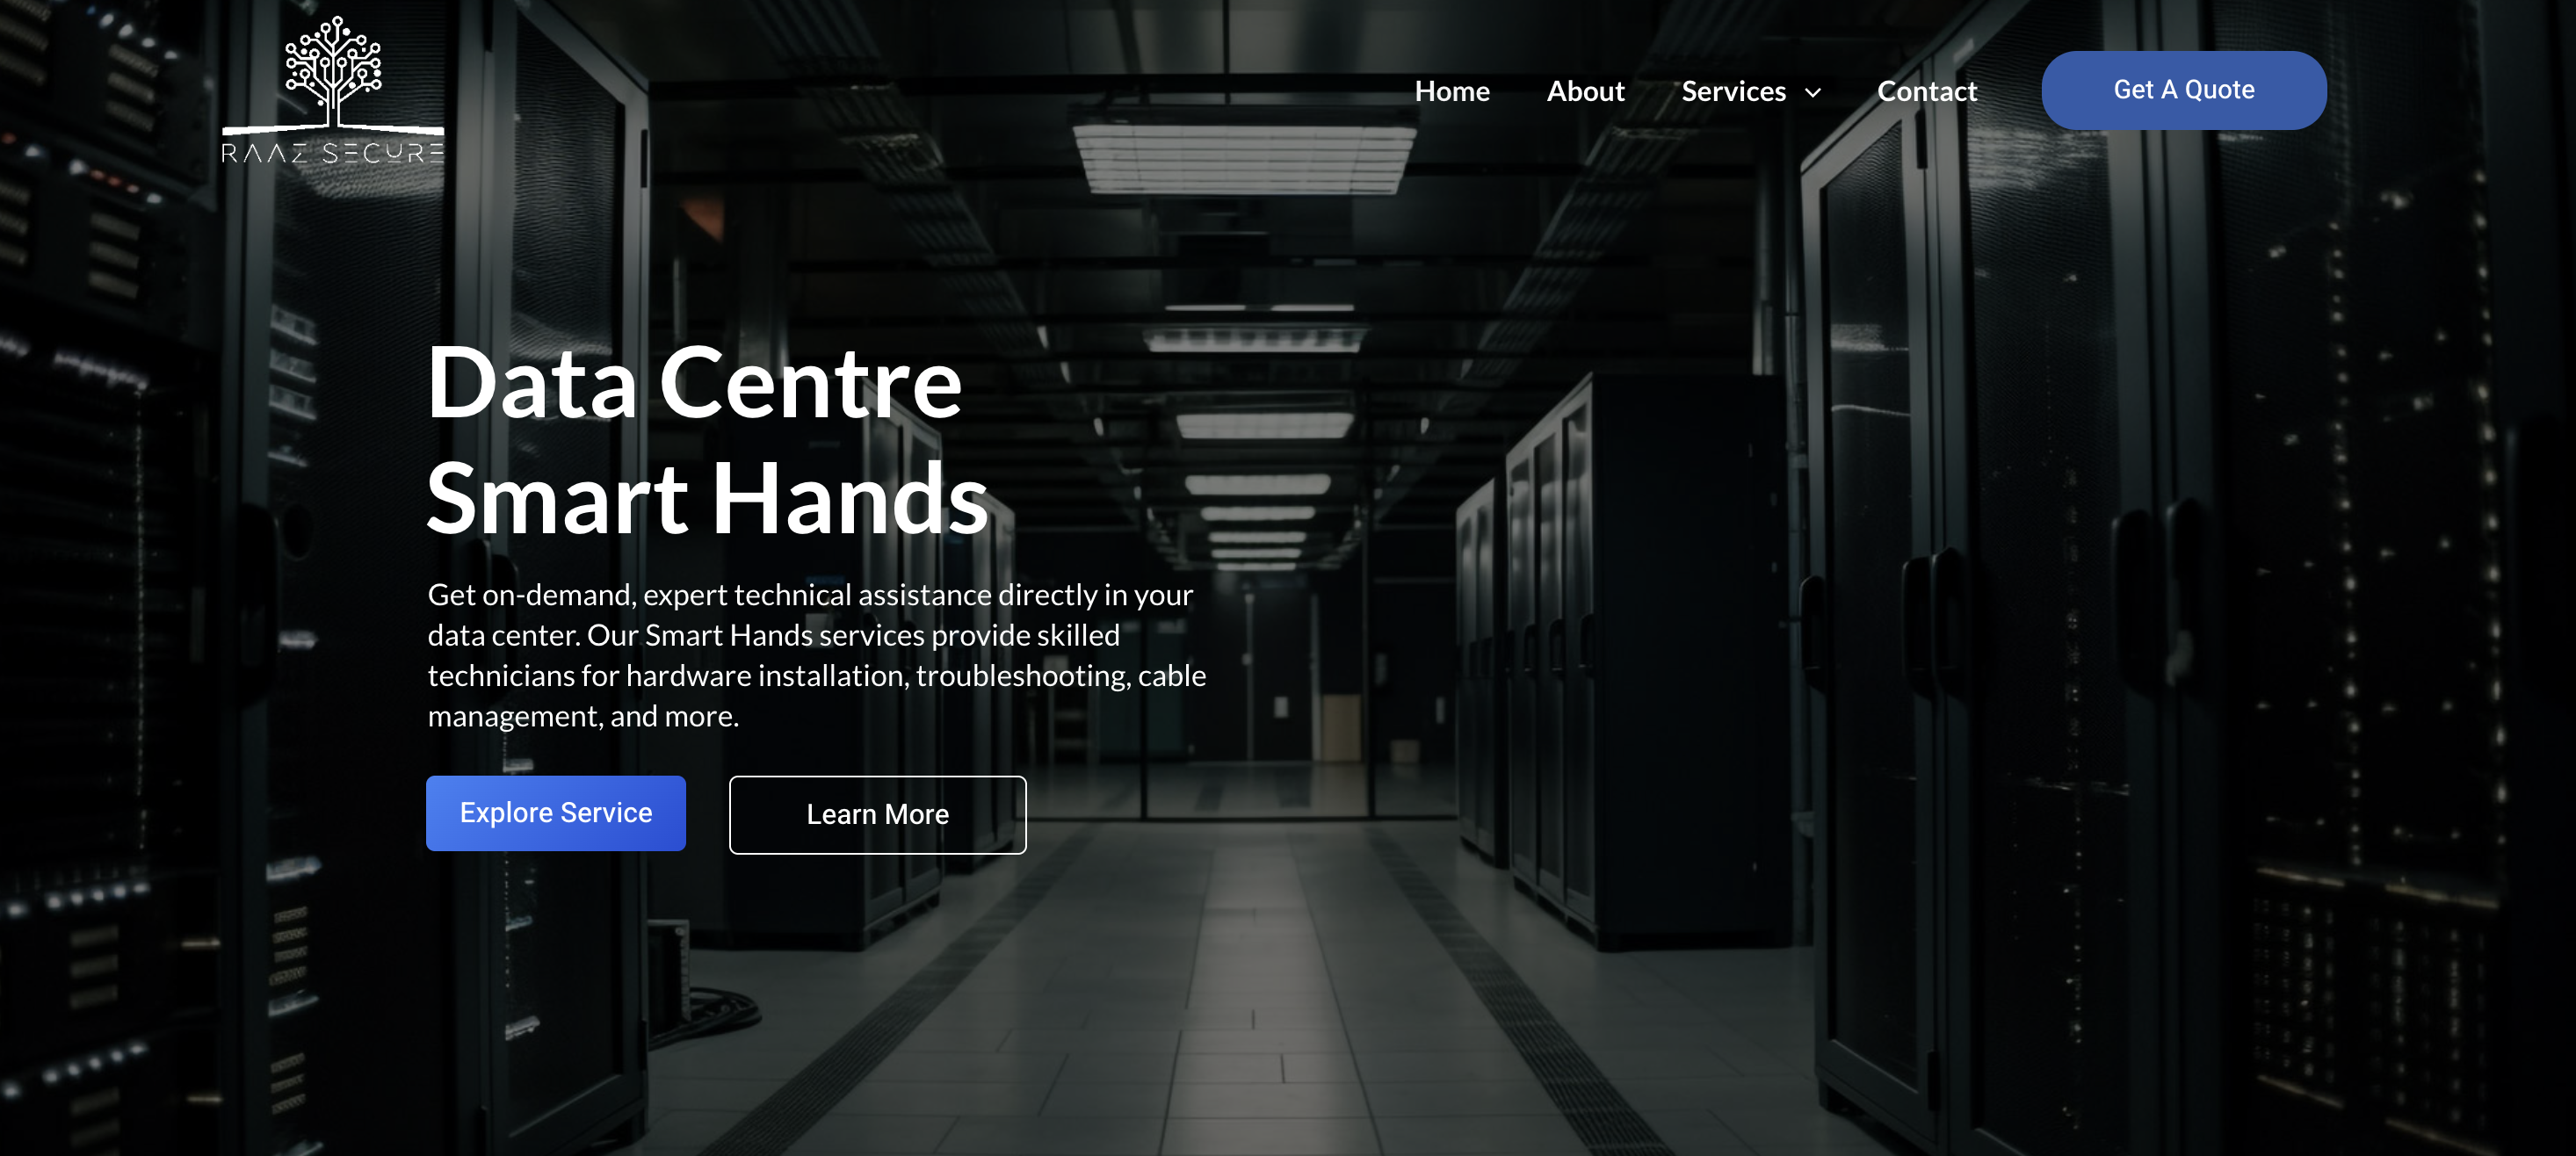 RAAZ SECURE
Home
About
Services
Contact
Get A Quote
Data Centre
Smart Hands
Get on-demand, expert technical assistance directly in your
data center. Our Smart Hands services provide skilled
technicians for hardware installation, troubleshooting, cable
management, and more.
Explore Service
Learn More